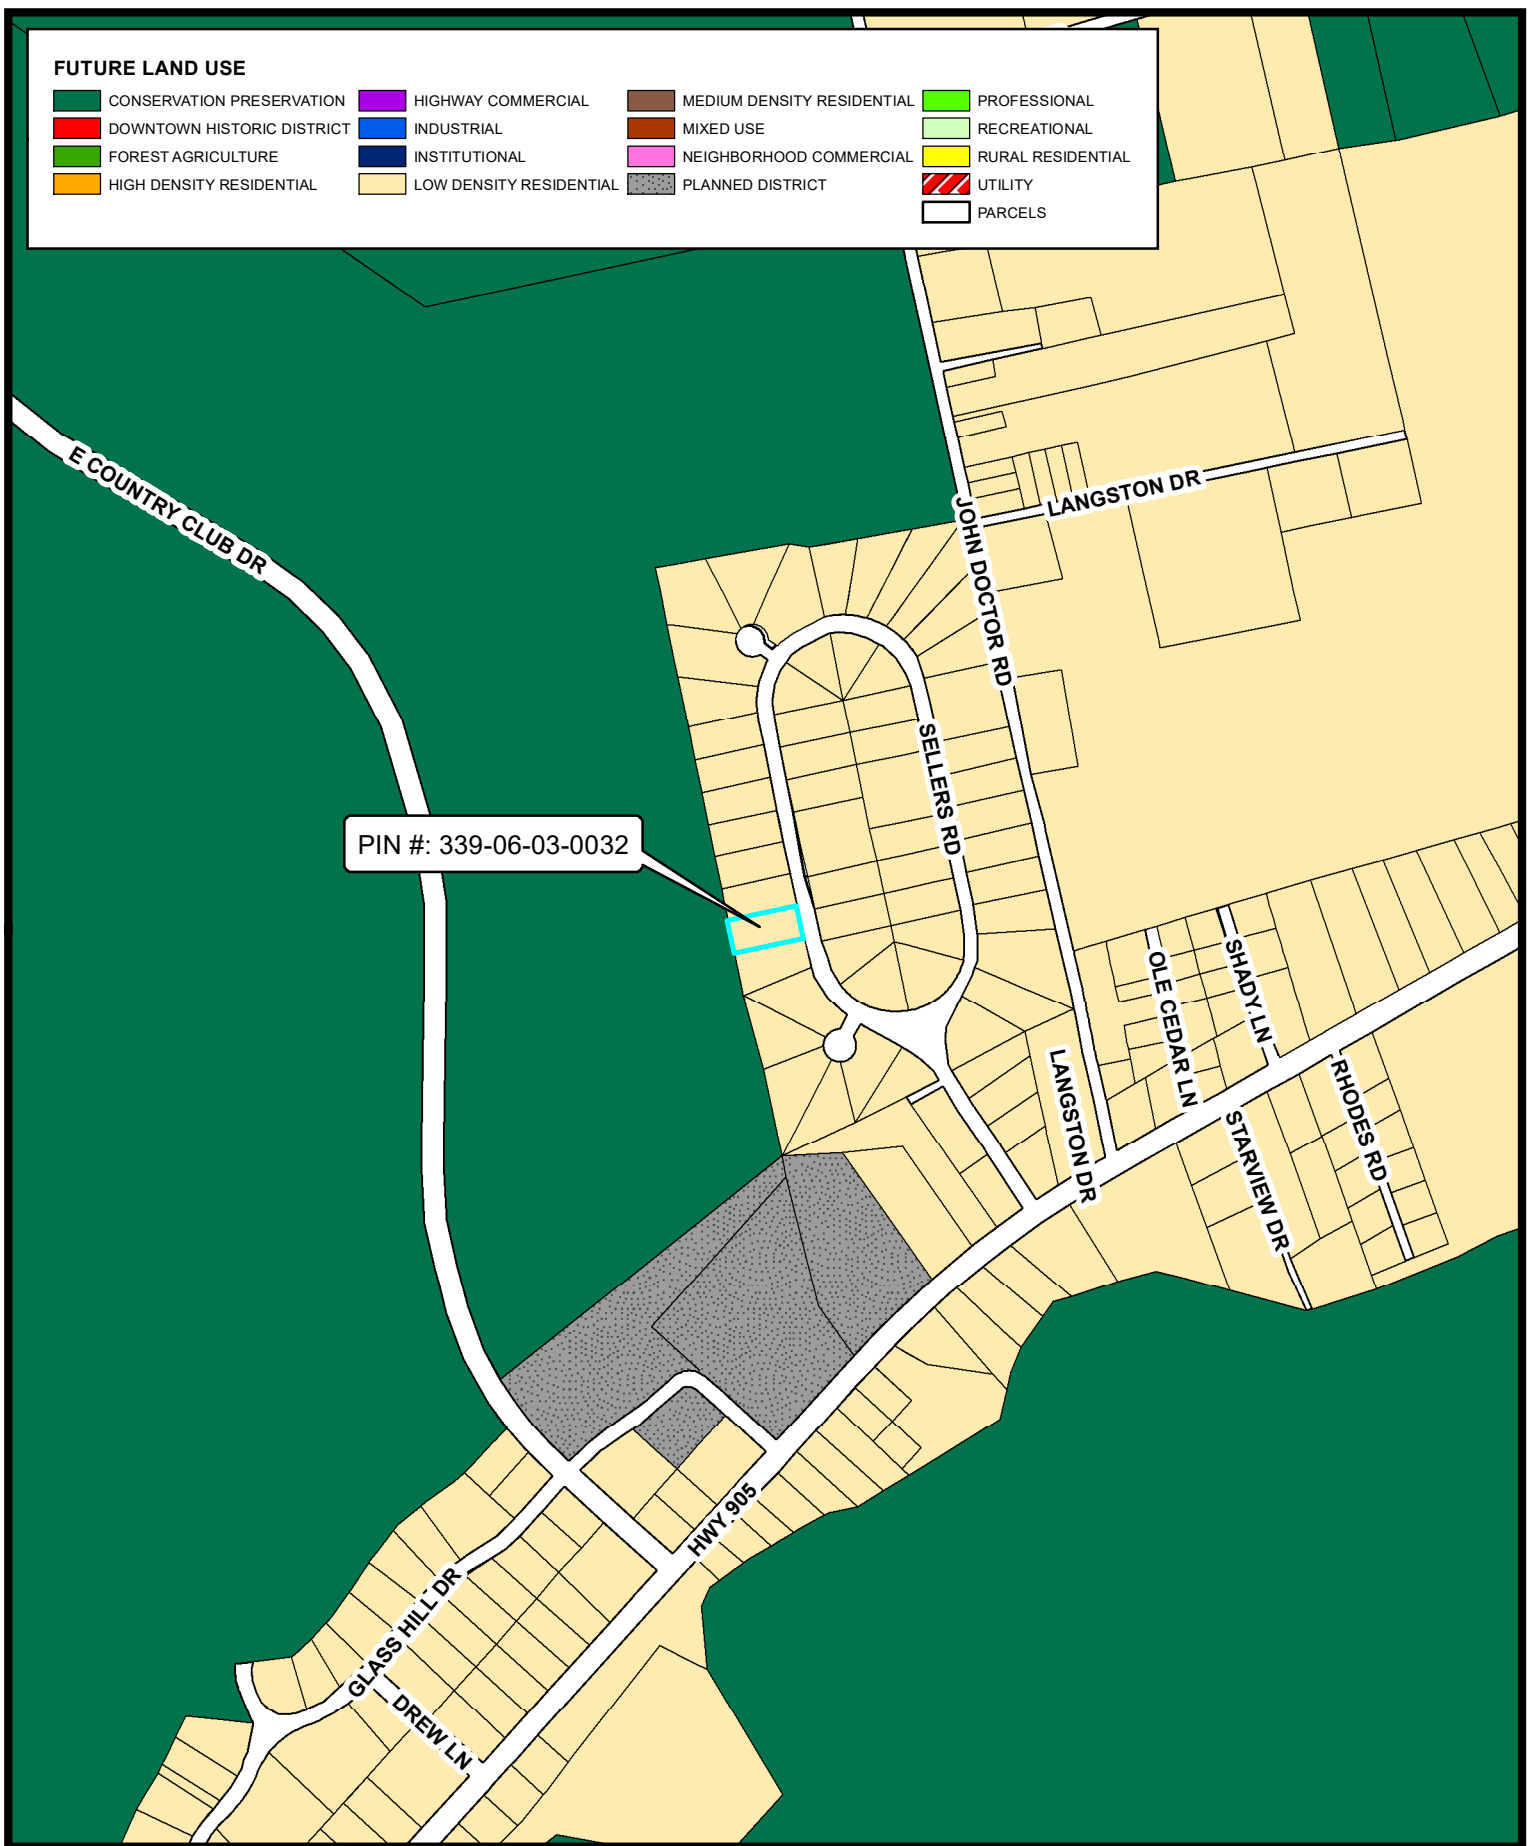 FUTURE LAND USE
CONSERVATION PRESERVATION
DOWNTOWN HISTORIC DISTRICT
FOREST AGRICULTURE
HIGH DENSITY RESIDENTIAL
HIGHWAY COMMERCIAL
INDUSTRIAL
INSTITUTIONAL
LOW DENSITY RESIDENTIAL
MEDIUM DENSITY RESIDENTIAL
MIXED USE
NEIGHBORHOOD COMMERCIAL
PLANNED DISTRICT
PROFESSIONAL
RECREATIONAL
RURAL RESIDENTIAL
UTILITY
PARCELS
E COUNTRY CLUB DR
LANGSTON DR
JOHN DOCTOR RD
SELLERS RD
PIN #: 339-06-03-0032
SHADY LN
OLE CEDAR LN
LANGSTON DR
RHODES RD
STARVIEW DR
HWY 905
GLASS HILL DR
DREW LN